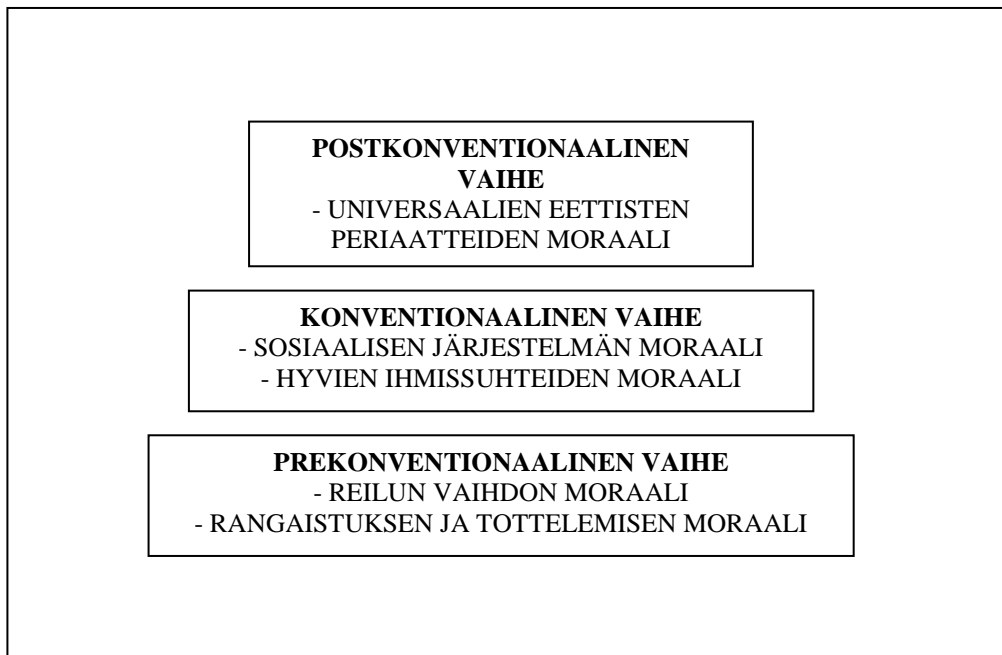 POSTKONVENTIONAALINEN
VAIHE
- UNIVERSAALIEN EETTISTEN
PERIAATTEIDEN MORAALI
KONVENTIONAALINEN VAIHE
- SOSIAALISEN JÄRJESTELMÄN MORAALI
- HYVIEN IHMISSUHTEIDEN MORAALI
PREKONVENTIONAALINEN VAIHE
- REILUN VAIHDON MORAALI
- RANGAISTUKSEN JA TOTTELEMISEN MORAALI